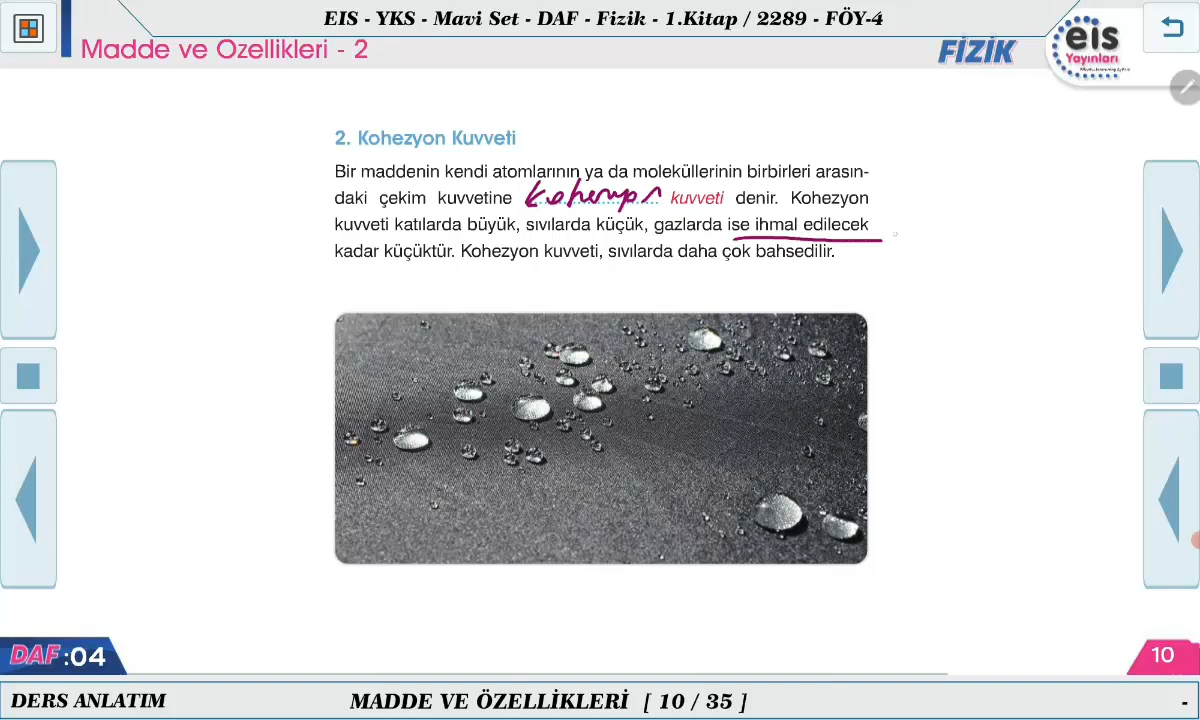 EIS - YKS - Mavi Set - DAF - Fizik - 1.Kitap / 2289 - FÖY-4
Madde ve Özellikleri - 2
FİZİK
eis
Yayınları
2. Kohezyon Kuvveti
Bir maddenin kendi atomlarının ya da moleküllerinin birbirleri arasın-
daki çekim kuvvetine kohezyon kuvveti denir. Kohezyon
kuvveti katılarda büyük, sıvılarda küçük, gazlarda ise ihmal edilecek
kadar küçüktür. Kohezyon kuvveti, sıvılarda daha çok bahsedilir.
DAF :04
10
DERS ANLATIM
MADDE VE ÖZELLİKLERİ [ 10 / 35 ]
-